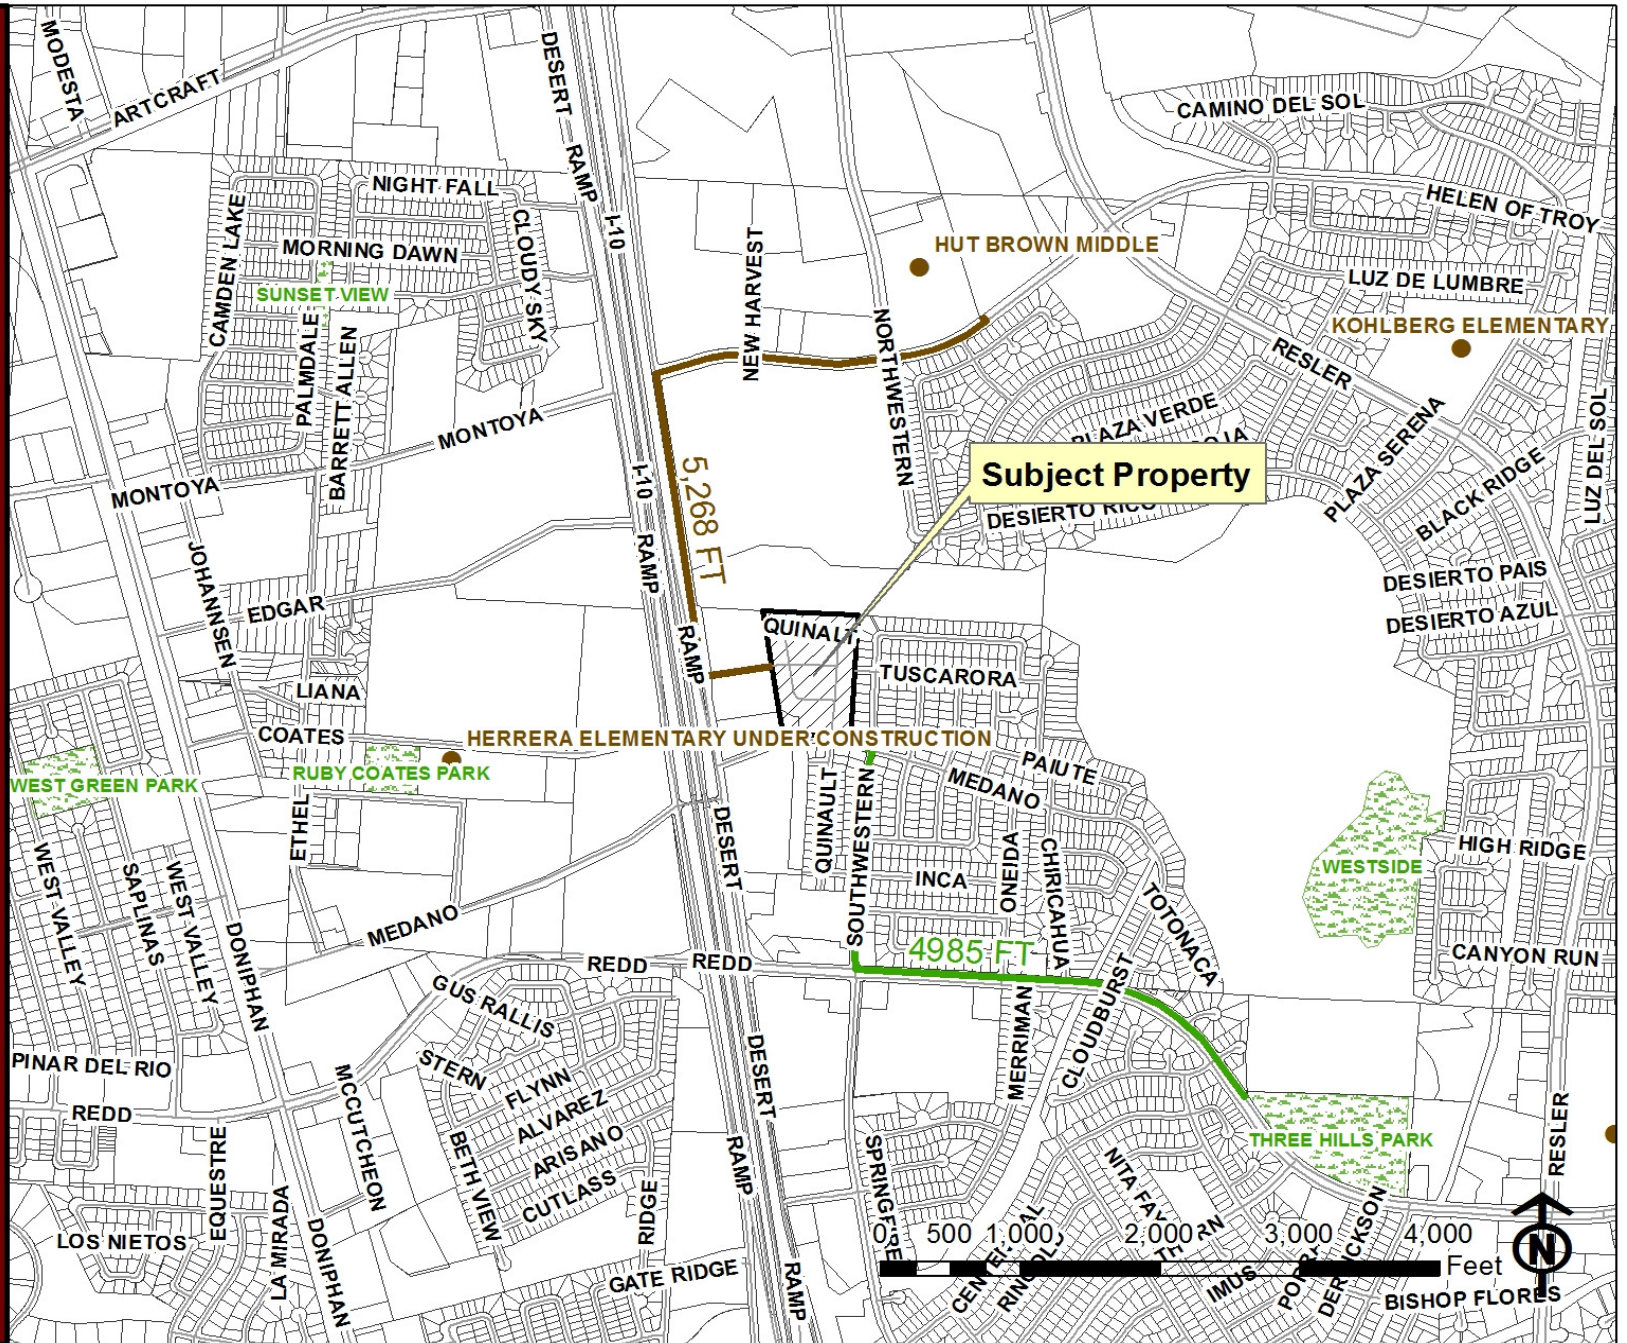 MODESTA
ARTCRAFT
DESERT
RAMP
I-10
CAMINO DEL SOL
HELEN OF TROY
NIGHT FALL
CAMDEN LAKE
MORNING DAWN
CLOUDY SKY
SUNSET VIEW
NEW HARVEST
HUT BROWN MIDDLE
LUZ DE LUMBRE
KOHLBERG ELEMENTARY
PALMDALE
BARRETT ALLEN
NORTHWESTERN
RESLER
LUZ DEL SOL
MONTOYA
MONTOYA
PLAZA VERDE
PLAZA SERENA
BLACK RIDGE
Subject Property
I-10
5,268 FT
DESIERTO RICO
JOHANNSEN
RAMP
EDGAR
DESIERTO PAIS
DESIERTO AZUL
RAMP
QUINALT
TUSCARORA
LIANA
COATES
HERRERA ELEMENTARY UNDER CONSTRUCTION
WEST GREEN PARK
RUBY COATES PARK
PAIUTE
MEDANO
ETHEL
DESERT
QUINAULT
SOUTHWESTERN
INCA
ONEIDA
CHIRICAHUA
TOTONACA
WESTSIDE
HIGH RIDGE
WEST VALLEY
SAPLINAS
WEST VALLEY
DONIPHAN
MEDANO
REDD
REDD
4985 FT
CANYON RUN
GUS RALLIS
MERRIMAN
CLOUDBURST
PINAR DEL RIO
REDD
STERN
FLYNN
ALVAREZ
ARISANO
CUTLASS
MCCUTCHEON
BETH VIEW
RIDGE
DESERT
RAMP
THREE HILLS PARK
RESLER
EQUESTRE
LA MIRADA
DONIPHAN
LOS NIETOS
GATE RIDGE
RAMP
NITA FAY
IMUS
DERRICKSON
BISHOP FLORES
0 500 1,000 2,000 3,000 4,000
Feet
N